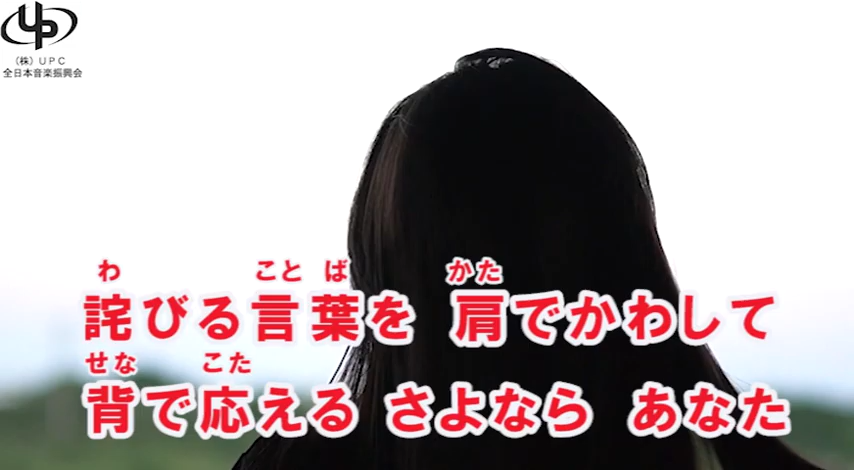 UP
(株)UPC
全日本音楽振興会
わ ことば かた
詫びる言葉を 肩でかわして
せな こた
背で応える さよなら あなた